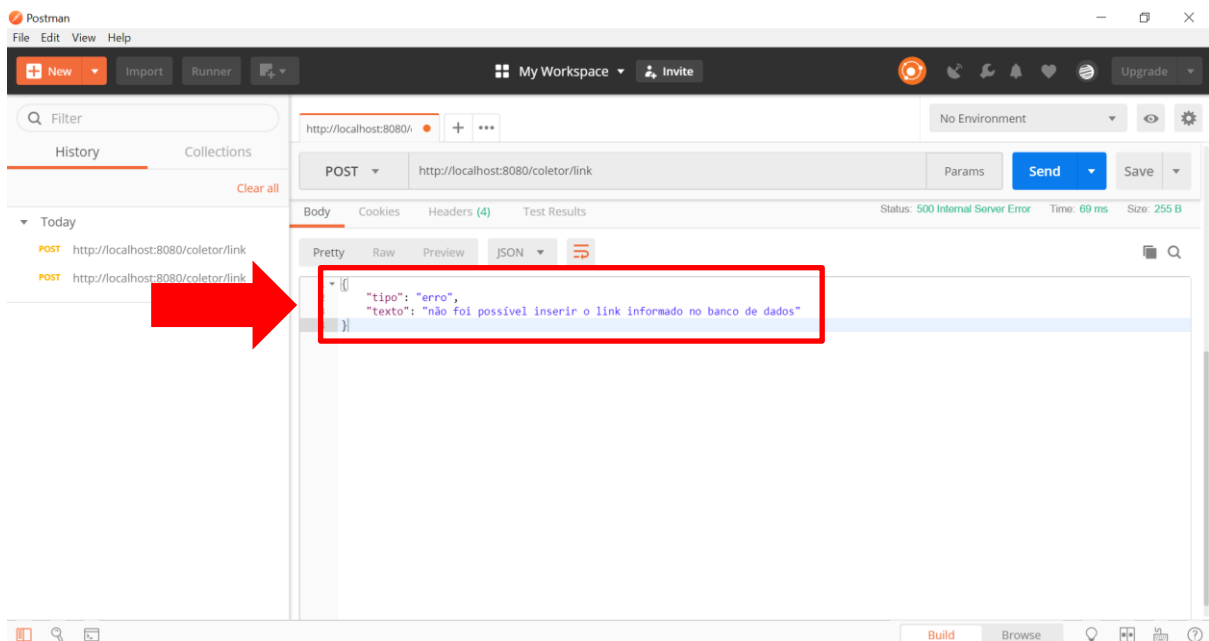 Postman
File Edit View Help
New Import Runner My Workspace Invite Upgrade
Filter
History Collections
Clear all
Today
POST http://localhost:8080/coletor/link
POST http://localhost:8080/coletor/link
http://localhost:8080/
No Environment
POST http://localhost:8080/coletor/link Params Send Save
Body Cookies Headers (4) Test Results Status: 500 Internal Server Error Time: 69 ms Size: 255 B
Pretty Raw Preview JSON
{
"tipo": "erro",
"texto": "não foi possível inserir o link informado no banco de dados"
}
Build Browse